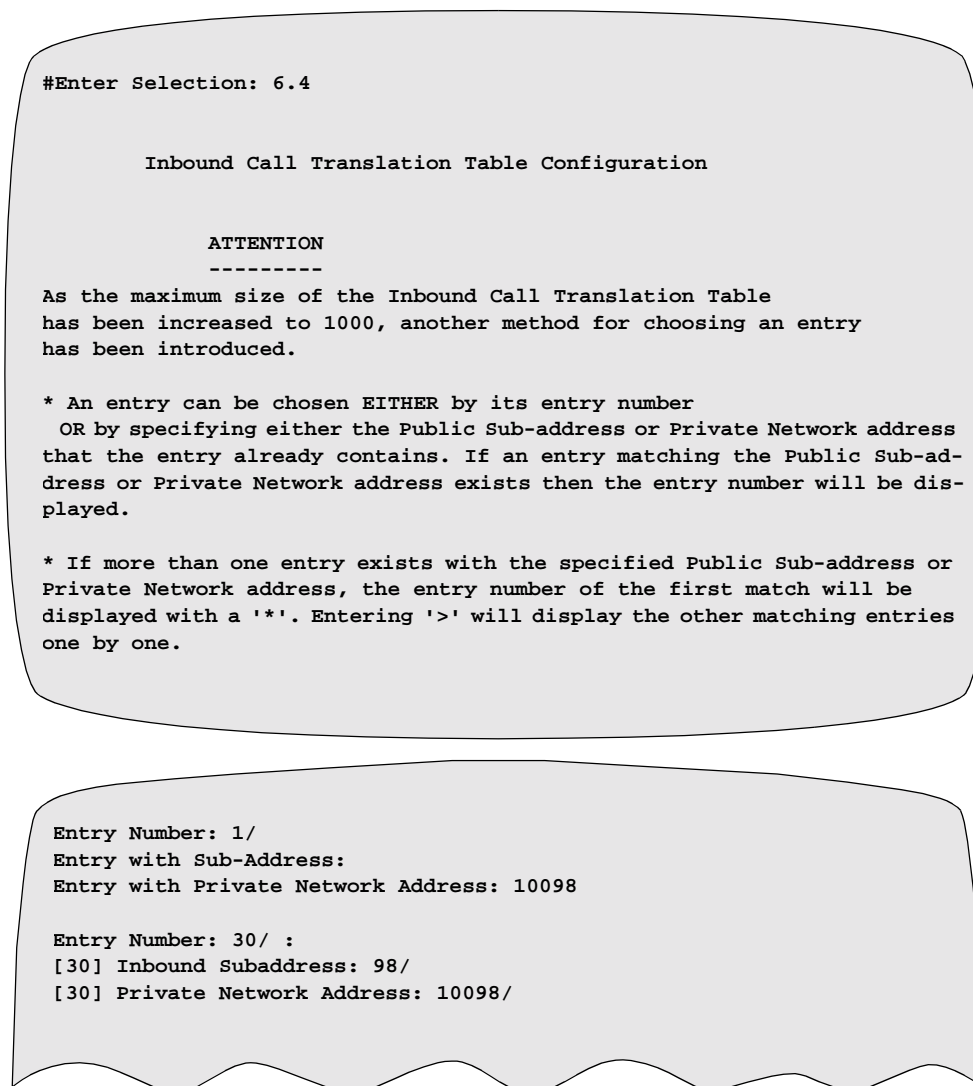 #Enter Selection: 6.4
Inbound Call Translation Table Configuration
ATTENTION
---------
As the maximum size of the Inbound Call Translation Table
has been increased to 1000, another method for choosing an entry
has been introduced.
* An entry can be chosen EITHER by its entry number
OR by specifying either the Public Sub-address or Private Network address
that the entry already contains. If an entry matching the Public Sub-ad-
dress or Private Network address exists then the entry number will be dis-
played.
* If more than one entry exists with the specified Public Sub-address or
Private Network address, the entry number of the first match will be
displayed with a '*'. Entering '>' will display the other matching entries
one by one.
Entry Number: 1/
Entry with Sub-Address:
Entry with Private Network Address: 10098
Entry Number: 30/ :
[30] Inbound Subaddress: 98/
[30] Private Network Address: 10098/